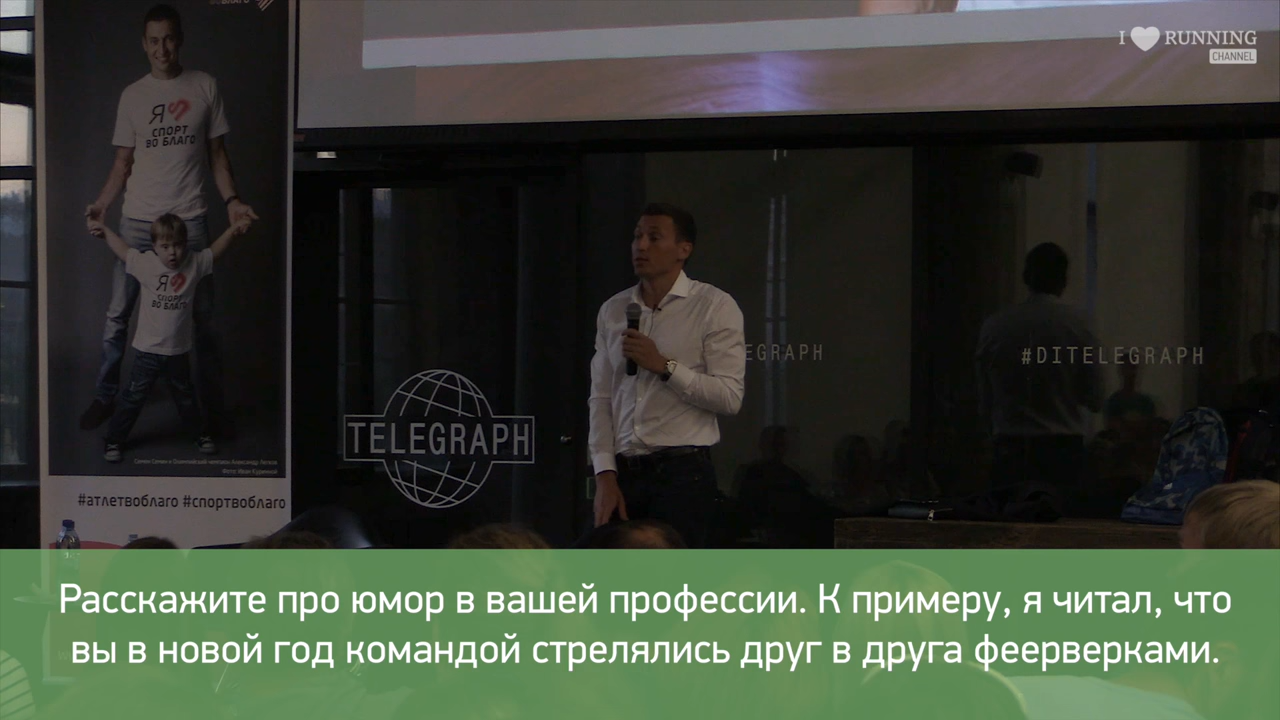 I RUNNING
CHANNEL
Я
СПОРТ
ВО БЛАГО
Я
СПОРТ
ВО БЛАГО
#атлетвоблаго #спортвоблаго
TELEGRAPH
EGRAPH
#DITELEGRAPH
Расскажите про юмор в вашей профессии. К примеру, я читал, что
вы в новой год командой стрелялись друг в друга феерверками.